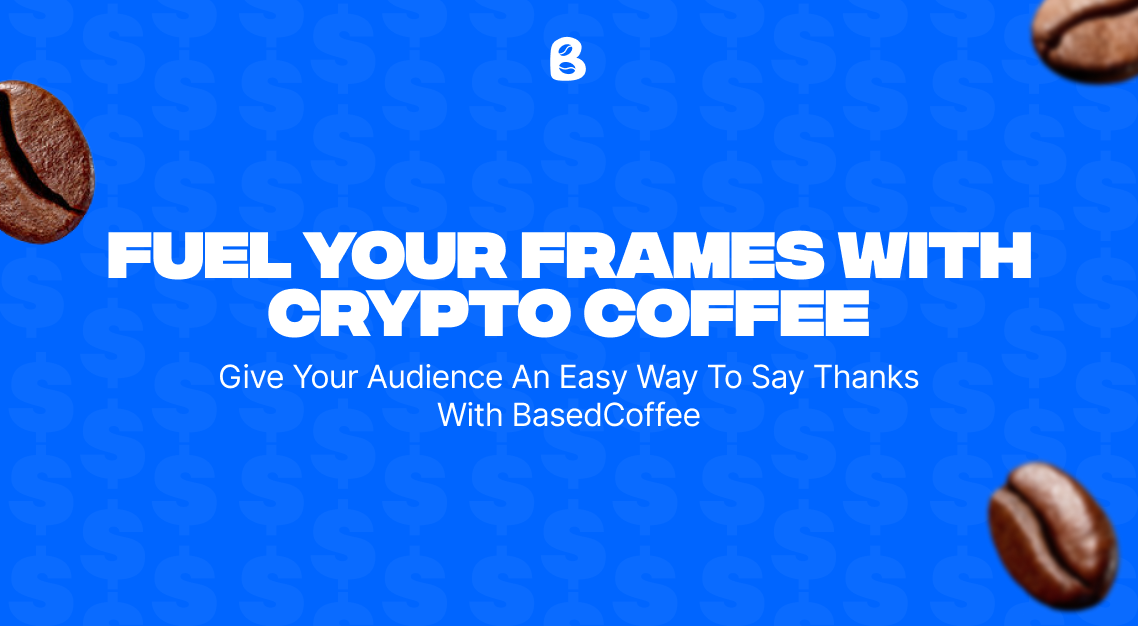 B
FUEL YOUR FRAMES WITH
CRYPTO COFFEE
Give Your Audience An Easy Way To Say Thanks
With BasedCoffee